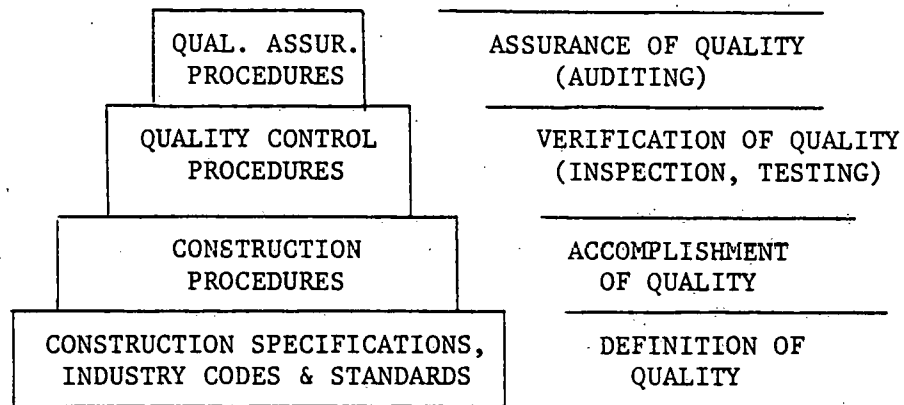 QUAL. ASSUR.
PROCEDURES
ASSURANCE OF QUALITY
(AUDITING)
QUALITY CONTROL
PROCEDURES
VERIFICATION OF QUALITY
(INSPECTION, TESTING)
CONSTRUCTION
PROCEDURES
ACCOMPLISHMENT
OF QUALITY
CONSTRUCTION SPECIFICATIONS,
INDUSTRY CODES & STANDARDS
DEFINITION OF
QUALITY